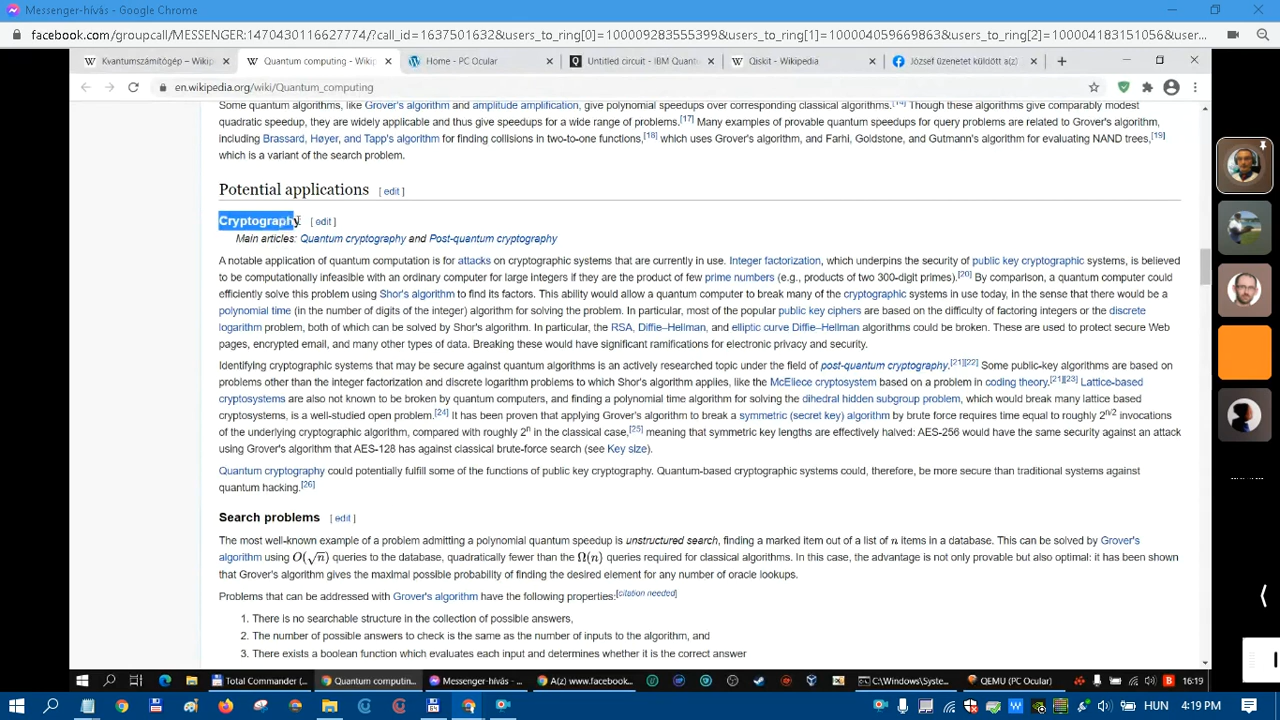 Messenger-hívás - Google Chrome
facebook.com/groupcall/MESSENGER:1470430116627774/?call_id=1637501632&users_to_ring[0]=100009283555399&users_to_ring[1]=100004059669863&users_to_ring[2]=100004183151056&us...
Kvantumszámítógép – Wikip
Quantum computing - Wikip
Home - PC Ocular
Untitled circuit - IBM Quant
Qiskit - Wikipedia
József üzenetet küldött a(z)
en.wikipedia.org/wiki/Quantum_computing
Some quantum algorithms, like Grover's algorithm and amplitude amplification, give polynomial speedups over corresponding classical algorithms.[14] Though these algorithms give comparably modest
quadratic speedup, they are widely applicable and thus give speedups for a wide range of problems.[17] Many examples of provable quantum speedups for query problems are related to Grover's algorithm,
including Brassard, Høyer, and Tapp's algorithm for finding collisions in two-to-one functions,[18] which uses Grover's algorithm, and Farhi, Goldstone, and Gutmann's algorithm for evaluating NAND trees,[19]
which is a variant of the search problem.
Potential applications [ edit ]
Cryptography [ edit ]
Main articles: Quantum cryptography and Post-quantum cryptography
A notable application of quantum computation is for attacks on cryptographic systems that are currently in use. Integer factorization, which underpins the security of public key cryptographic systems, is believed
to be computationally infeasible with an ordinary computer for large integers if they are the product of few prime numbers (e.g., products of two 300-digit primes).[20] By comparison, a quantum computer could
efficiently solve this problem using Shor's algorithm to find its factors. This ability would allow a quantum computer to break many of the cryptographic systems in use today, in the sense that there would be a
polynomial time (in the number of digits of the integer) algorithm for solving the problem. In particular, most of the popular public key ciphers are based on the difficulty of factoring integers or the discrete
logarithm problem, both of which can be solved by Shor's algorithm. In particular, the RSA, Diffie–Hellman, and elliptic curve Diffie–Hellman algorithms could be broken. These are used to protect secure Web
pages, encrypted email, and many other types of data. Breaking these would have significant ramifications for electronic privacy and security.
Identifying cryptographic systems that may be secure against quantum algorithms is an actively researched topic under the field of post-quantum cryptography.[21][22] Some public-key algorithms are based on
problems other than the integer factorization and discrete logarithm problems to which Shor's algorithm applies, like the McEliece cryptosystem based on a problem in coding theory.[21][23] Lattice-based
cryptosystems are also not known to be broken by quantum computers, and finding a polynomial time algorithm for solving the dihedral hidden subgroup problem, which would break many lattice based
cryptosystems, is a well-studied open problem.[24] It has been proven that applying Grover's algorithm to break a symmetric (secret key) algorithm by brute force requires time equal to roughly 2n/2 invocations
of the underlying cryptographic algorithm, compared with roughly 2n in the classical case,[25] meaning that symmetric key lengths are effectively halved: AES-256 would have the same security against an attack
using Grover's algorithm that AES-128 has against classical brute-force search (see Key size).
Quantum cryptography could potentially fulfill some of the functions of public key cryptography. Quantum-based cryptographic systems could, therefore, be more secure than traditional systems against
quantum hacking.[26]
Search problems [ edit ]
The most well-known example of a problem admitting a polynomial quantum speedup is unstructured search, finding a marked item out of a list of n items in a database. This can be solved by Grover's
algorithm using O(√n) queries to the database, quadratically fewer than the Ω(n) queries required for classical algorithms. In this case, the advantage is not only provable but also optimal: it has been shown
that Grover's algorithm gives the maximal possible probability of finding the desired element for any number of oracle lookups.
Problems that can be addressed with Grover's algorithm have the following properties:[citation needed]
1. There is no searchable structure in the collection of possible answers,
2. The number of possible answers to check is the same as the number of inputs to the algorithm, and
3. There exists a boolean function which evaluates each input and determines whether it is the correct answer
Total Commander (...
Quantum computin...
Messenger-hívás - ...
A(z) www.facebook...
C:\Windows\Syste...
QEMU (PC Ocular)
16:19
HUN
4:19 PM